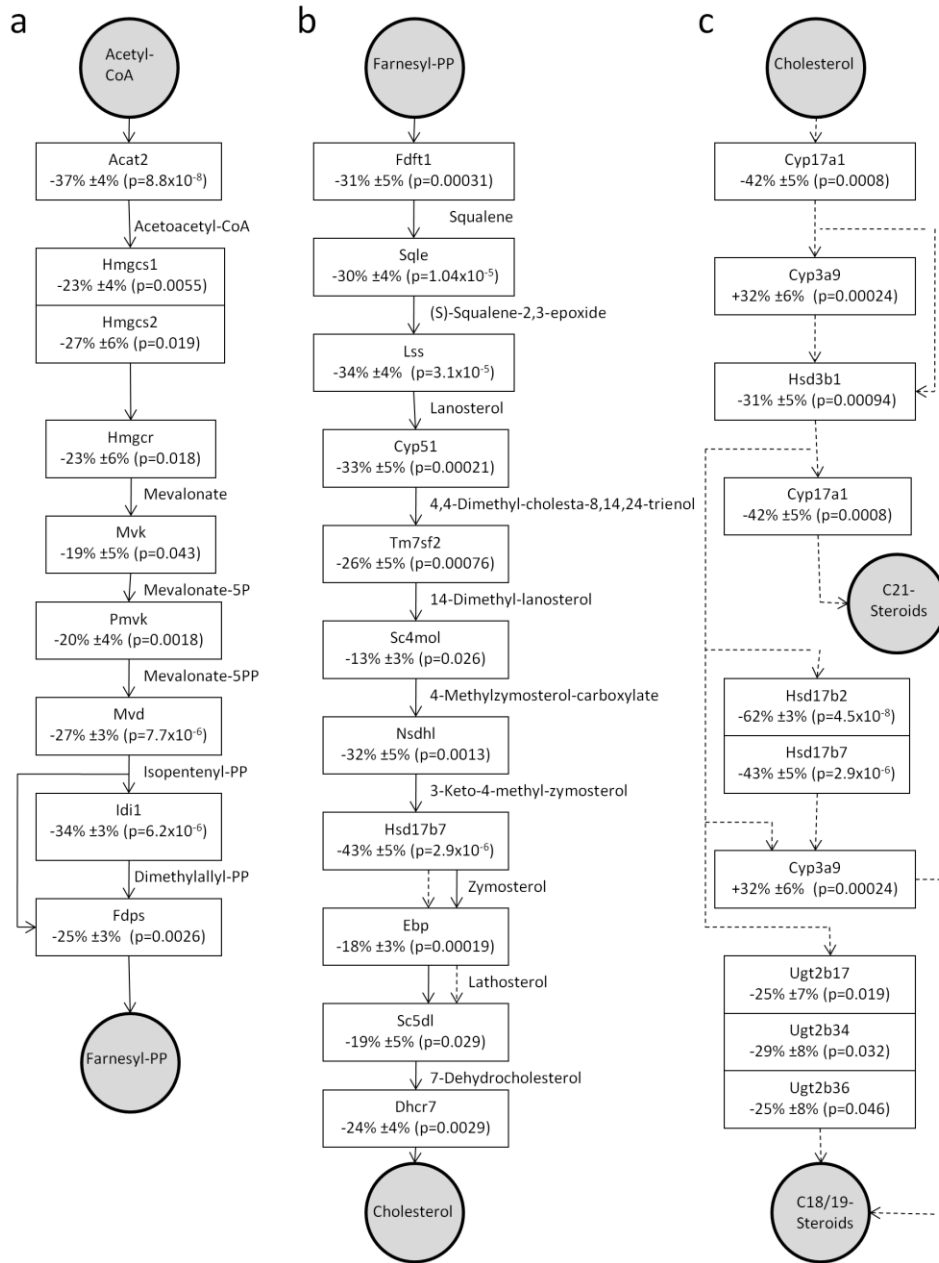 a
Acetyl-
CoA
Acat2
-37% ±4% (p=8.8x10⁻⁸)
Acetoacetyl-CoA
Hmgcs1
-23% ±4% (p=0.0055)
Hmgcs2
-27% ±6% (p=0.019)
Hmgcr
-23% ±6% (p=0.018)
Mevalonate
Mvk
-19% ±5% (p=0.043)
Mevalonate-5P
Pmvk
-20% ±4% (p=0.0018)
Mevalonate-5PP
Mvd
-27% ±3% (p=7.7x10⁻⁶)
Isopentenyl-PP
Idi1
-34% ±3% (p=6.2x10⁻⁶)
Dimethylallyl-PP
Fdps
-25% ±3% (p=0.0026)
Farnesyl-PP
b
Farnesyl-PP
Fdft1
-31% ±5% (p=0.00031)
Squalene
Sqle
-30% ±4% (p=1.04x10⁻⁵)
(S)-Squalene-2,3-epoxide
Lss
-34% ±4% (p=3.1x10⁻⁵)
Lanosterol
Cyp51
-33% ±5% (p=0.00021)
4,4-Dimethyl-cholesta-8,14,24-trienol
Tm7sf2
-26% ±5% (p=0.00076)
14-Dimethyl-lanosterol
Sc4mol
-13% ±3% (p=0.026)
4-Methylzymosterol-carboxylate
Nsdhl
-32% ±5% (p=0.0013)
3-Keto-4-methyl-zymosterol
Hsd17b7
-43% ±5% (p=2.9x10⁻⁶)
Zymosterol
Ebp
-18% ±3% (p=0.00019)
Lathosterol
Sc5dl
-19% ±5% (p=0.029)
7-Dehydrocholesterol
Dhcr7
-24% ±4% (p=0.0029)
Cholesterol
c
Cholesterol
Cyp17a1
-42% ±5% (p=0.0008)
Cyp3a9
+32% ±6% (p=0.00024)
Hsd3b1
-31% ±5% (p=0.00094)
Cyp17a1
-42% ±5% (p=0.0008)
C21-
Steroids
Hsd17b2
-62% ±3% (p=4.5x10⁻⁸)
Hsd17b7
-43% ±5% (p=2.9x10⁻⁶)
Cyp3a9
+32% ±6% (p=0.00024)
Ugt2b17
-25% ±7% (p=0.019)
Ugt2b34
-29% ±8% (p=0.032)
Ugt2b36
-25% ±8% (p=0.046)
C18/19-
Steroids